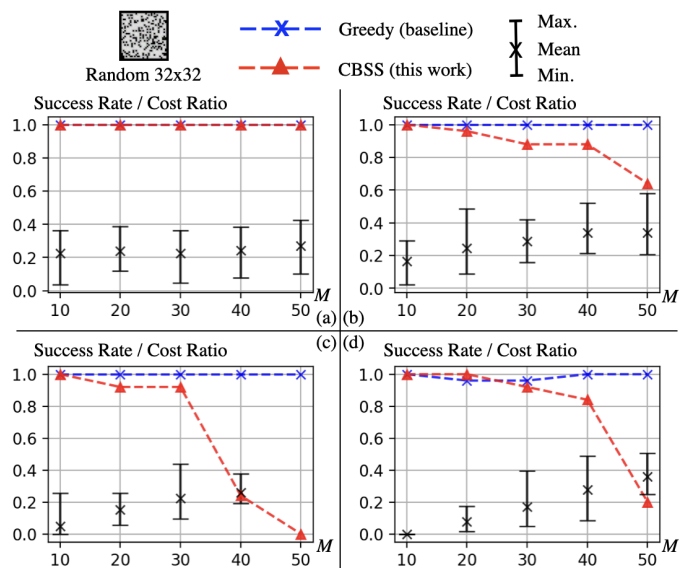 Random 32x32
Greedy (baseline)
CBSS (this work)
Max.
Mean
Min.
Success Rate / Cost Ratio
1.0
0.8
0.6
0.4
0.2
0.0
10 20 30 40 50
M
(a)
Success Rate / Cost Ratio
1.0
0.8
0.6
0.4
0.2
0.0
10 20 30 40 50
M
(b)
(c)
Success Rate / Cost Ratio
1.0
0.8
0.6
0.4
0.2
0.0
10 20 30 40 50
M
(d)
Success Rate / Cost Ratio
1.0
0.8
0.6
0.4
0.2
0.0
10 20 30 40 50
M